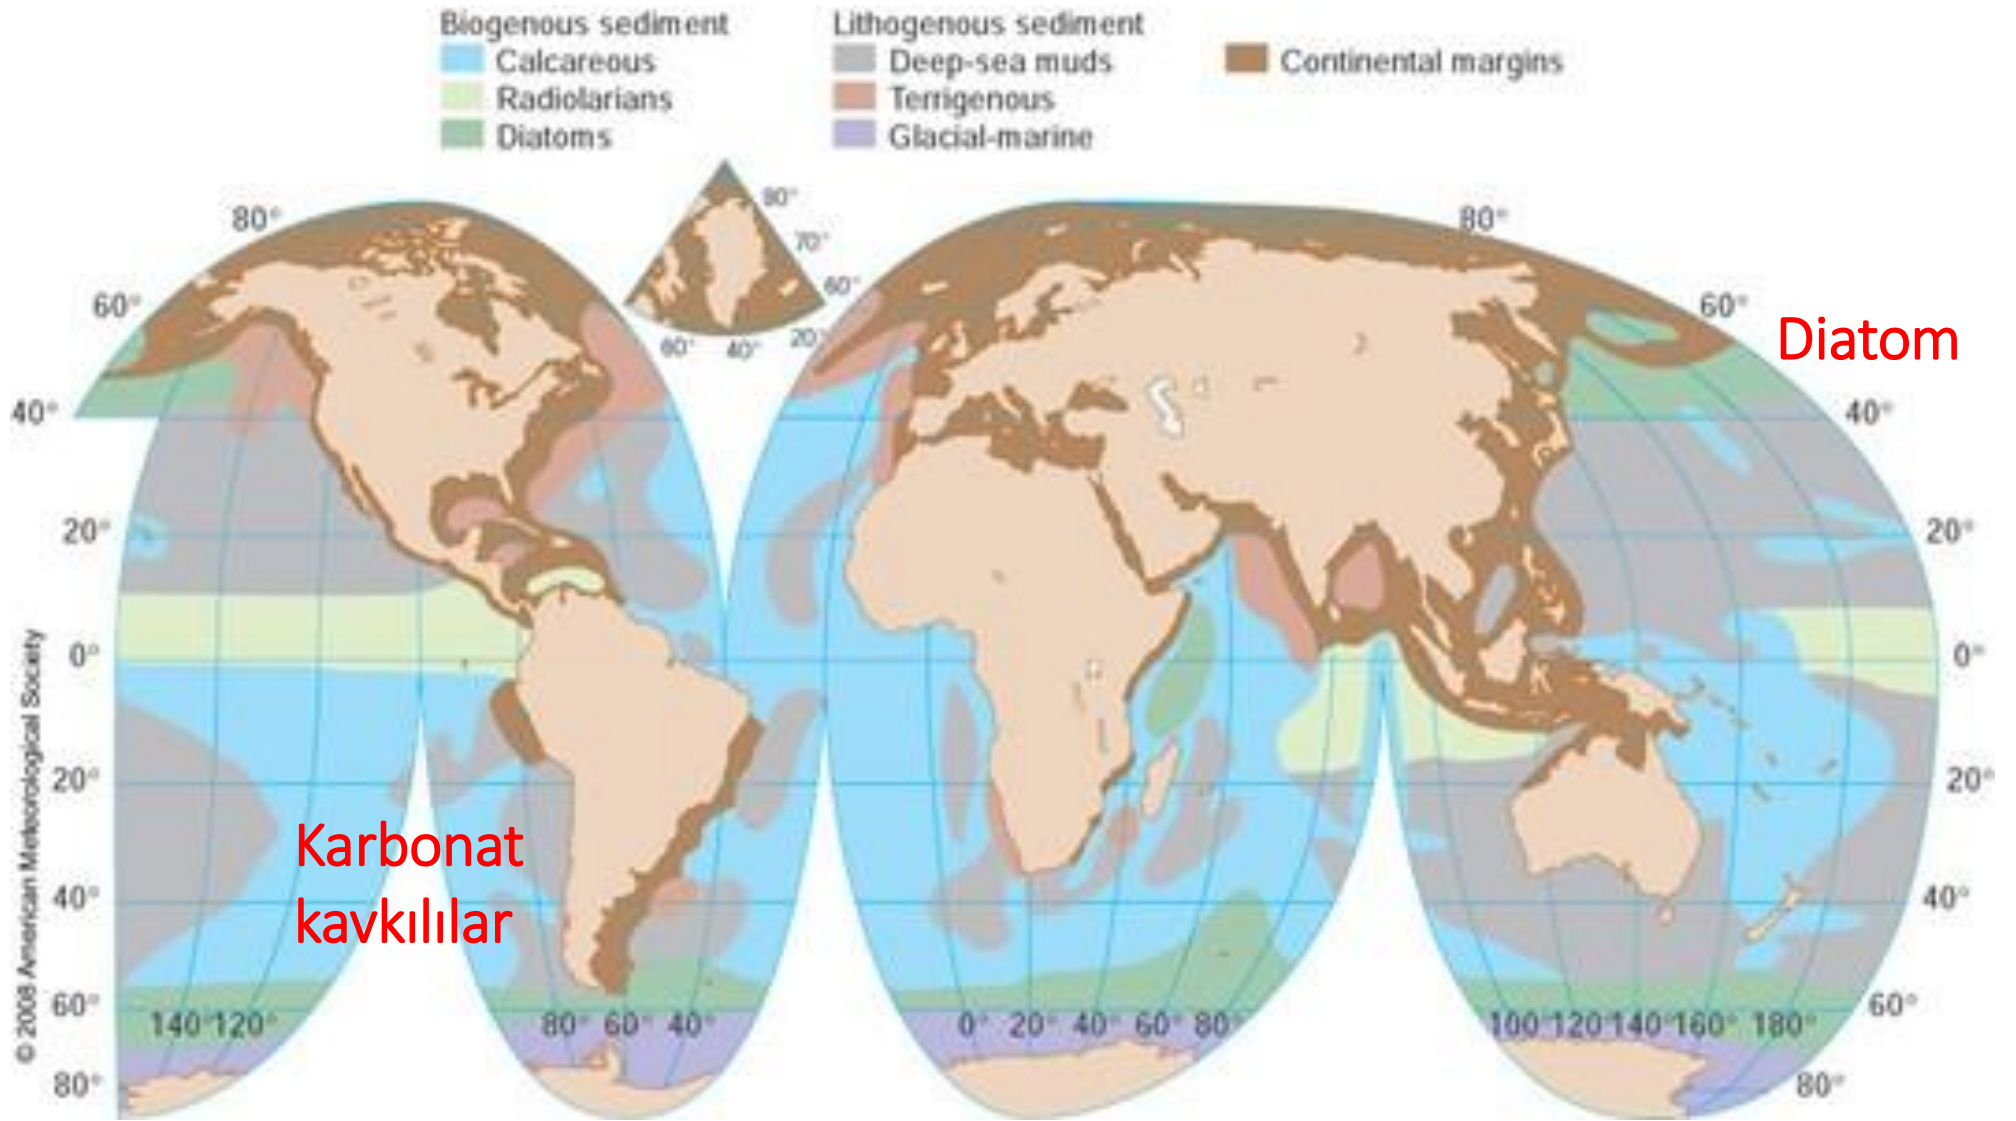 Biogenous sediment
Calcareous
Radiolarians
Diatoms
Lithogenous sediment
Deep-sea muds
Terrigenous
Glacial-marine
Continental margins
80°
60°
40°
20°
0°
20°
40°
60°
80°
80°
70°
60°
60° 40° 20°
80°
60°
Diatom
40°
20°
0°
20°
40°
60°
80°
Karbonat
kavkılılar
140° 120°
80° 60° 40°
0° 20° 40° 60° 80°
100° 120° 140° 160° 180°
© 2008 American Meteorological Society